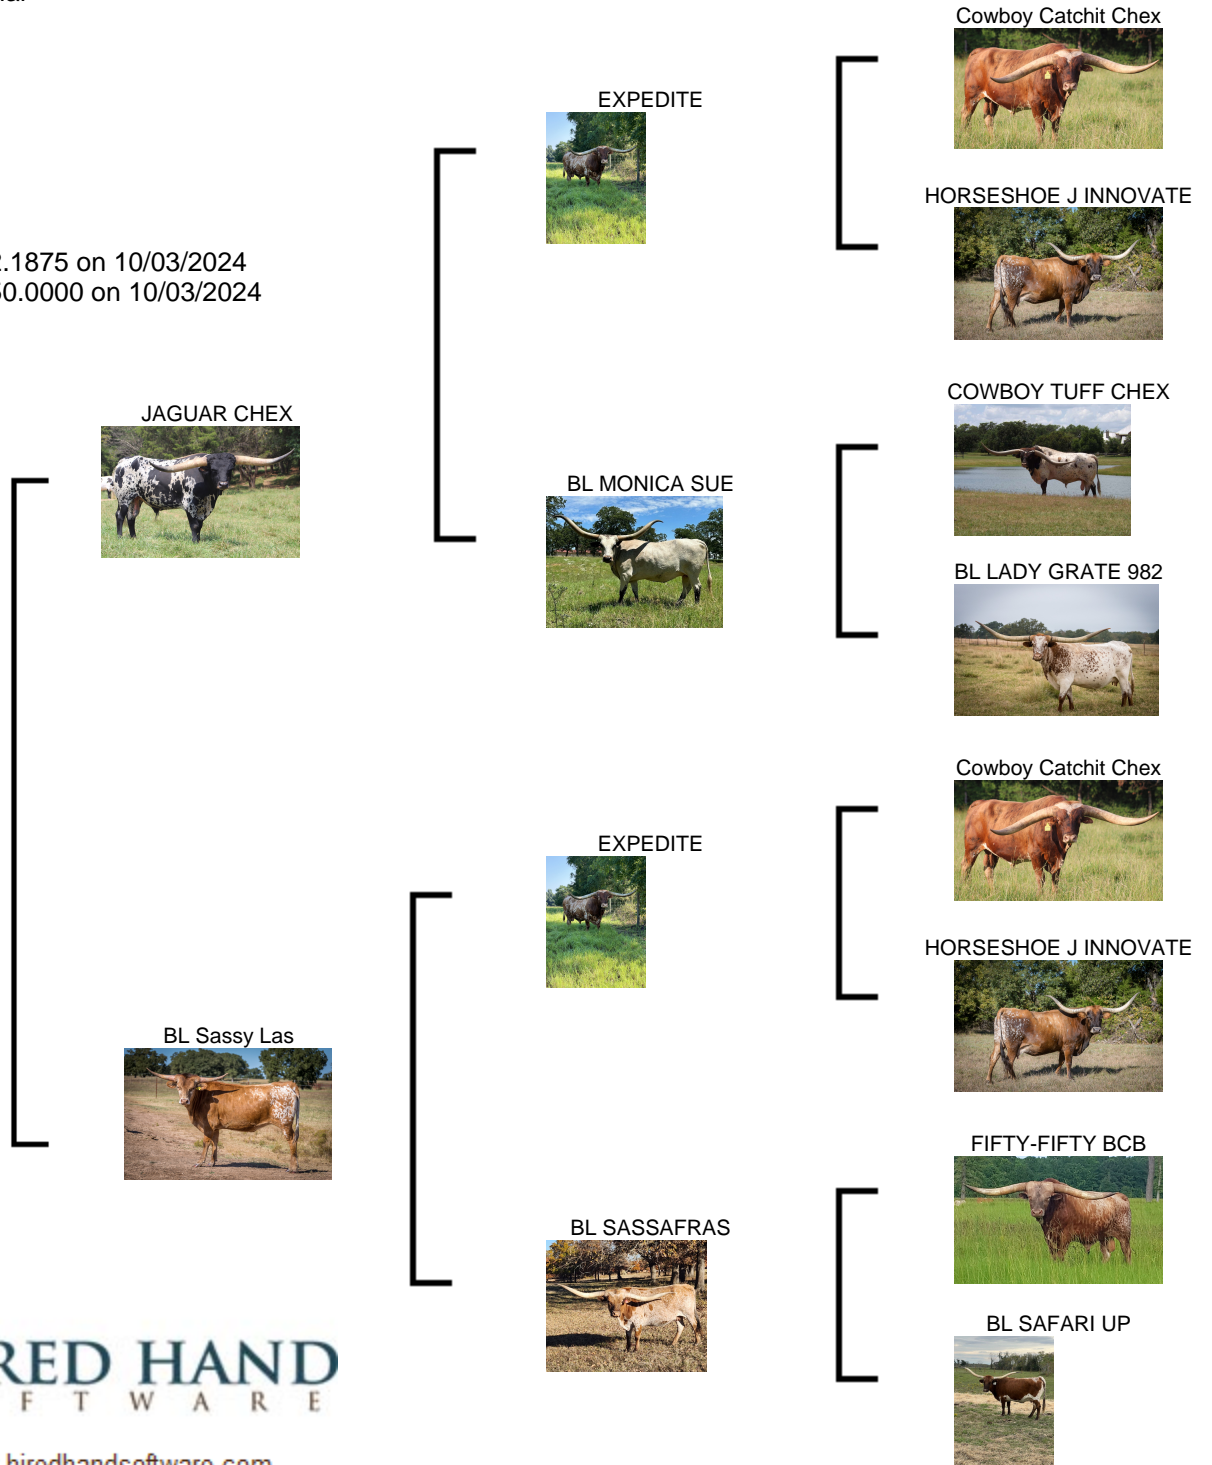 Cowboy Catchit Chex
EXPEDITE
HORSESHOE J INNOVATE
.1875 on 10/03/2024
0.0000 on 10/03/2024
COWBOY TUFF CHEX
JAGUAR CHEX
BL MONICA SUE
BL LADY GRATE 982
Cowboy Catchit Chex
EXPEDITE
HORSESHOE J INNOVATE
BL Sassy Las
FIFTY-FIFTY BCB
BL SASSAFRAS
BL SAFARI UP
RED HAND
F T W A R E
hiredhandsoftware.com